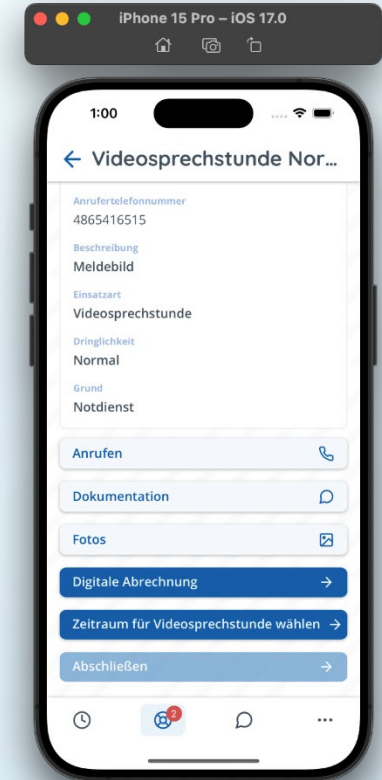 iPhone 15 Pro – iOS 17.0
1:00
Videosprechstunde Nor...
Anrufertelefonnummer
4865416515
Beschreibung
Meldebild
Einsatzart
Videosprechstunde
Dringlichkeit
Normal
Grund
Notdienst
Anrufen
Dokumentation
Fotos
Digitale Abrechnung
Zeitraum für Videosprechstunde wählen
Abschließen
2